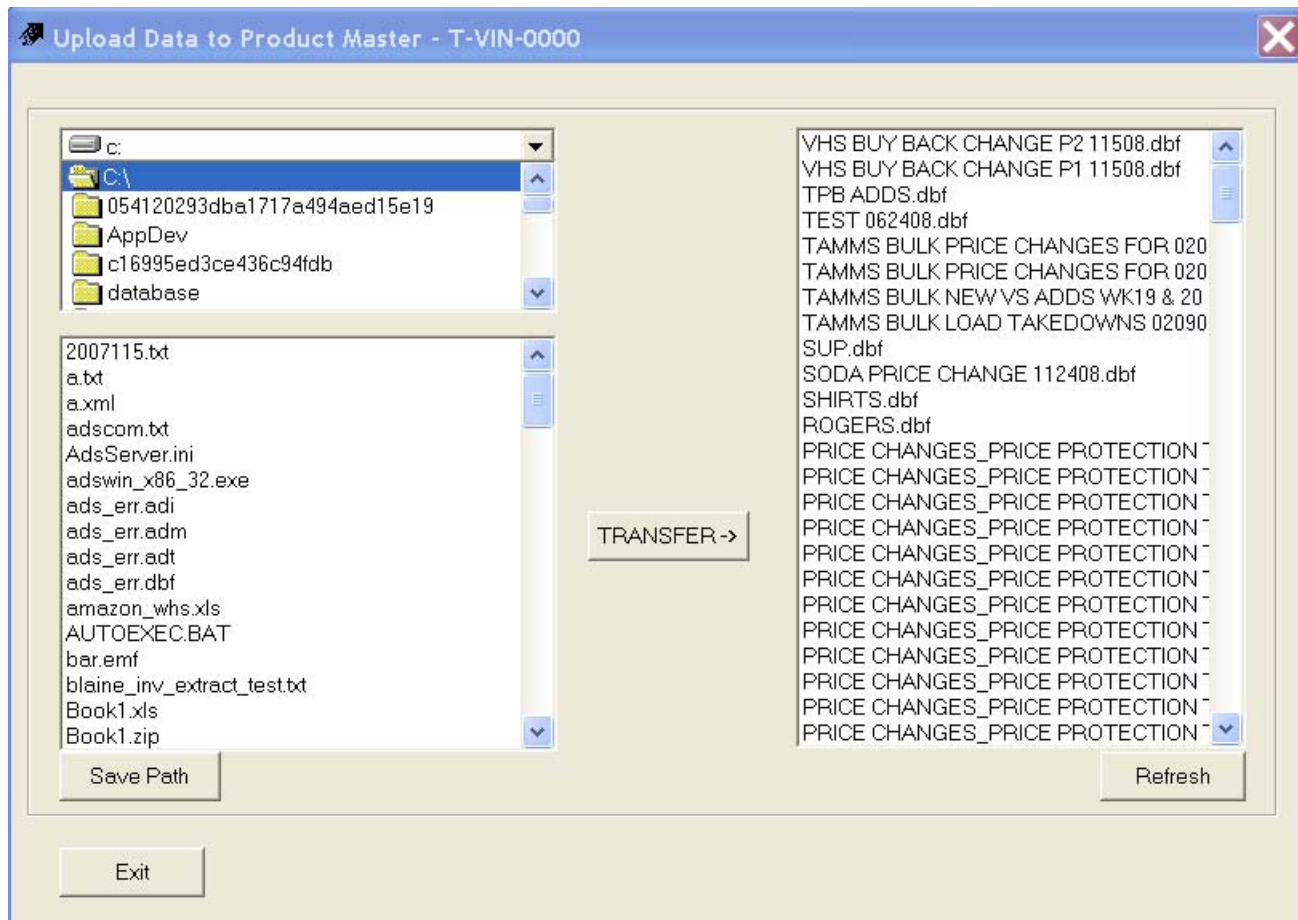 Upload Data to Product Master - T-VIN-0000
c:
C:\
054120293dba1717a494aed15e19
AppDev
c16995ed3ce436c94fdb
database
2007115.txt
a.txt
a.xml
adscom.txt
AdsServer.ini
adswin_x86_32.exe
ads_err.adi
ads_err.adm
ads_err.adt
ads_err.dbf
amazon_whs.xls
AUTOEXEC.BAT
bar.emf
blaine_inv_extract_test.txt
Book1.xls
Book1.zip
Save Path
TRANSFER->
VHS BUY BACK CHANGE P2 11508.dbf
VHS BUY BACK CHANGE P1 11508.dbf
TPB ADDS.dbf
TEST 062408.dbf
TAMMS BULK PRICE CHANGES FOR 020
TAMMS BULK PRICE CHANGES FOR 020
TAMMS BULK NEW VS ADDS WK19 & 20
TAMMS BULK LOAD TAKEDOWNS 02090
SUP.dbf
SODA PRICE CHANGE 112408.dbf
SHIRTS.dbf
ROGERS.dbf
PRICE CHANGES_PRICE PROTECTION T
PRICE CHANGES_PRICE PROTECTION T
PRICE CHANGES_PRICE PROTECTION T
PRICE CHANGES_PRICE PROTECTION T
PRICE CHANGES_PRICE PROTECTION T
PRICE CHANGES_PRICE PROTECTION T
PRICE CHANGES_PRICE PROTECTION T
PRICE CHANGES_PRICE PROTECTION T
PRICE CHANGES_PRICE PROTECTION T
PRICE CHANGES_PRICE PROTECTION T
PRICE CHANGES_PRICE PROTECTION T
PRICE CHANGES_PRICE PROTECTION T
Refresh
Exit